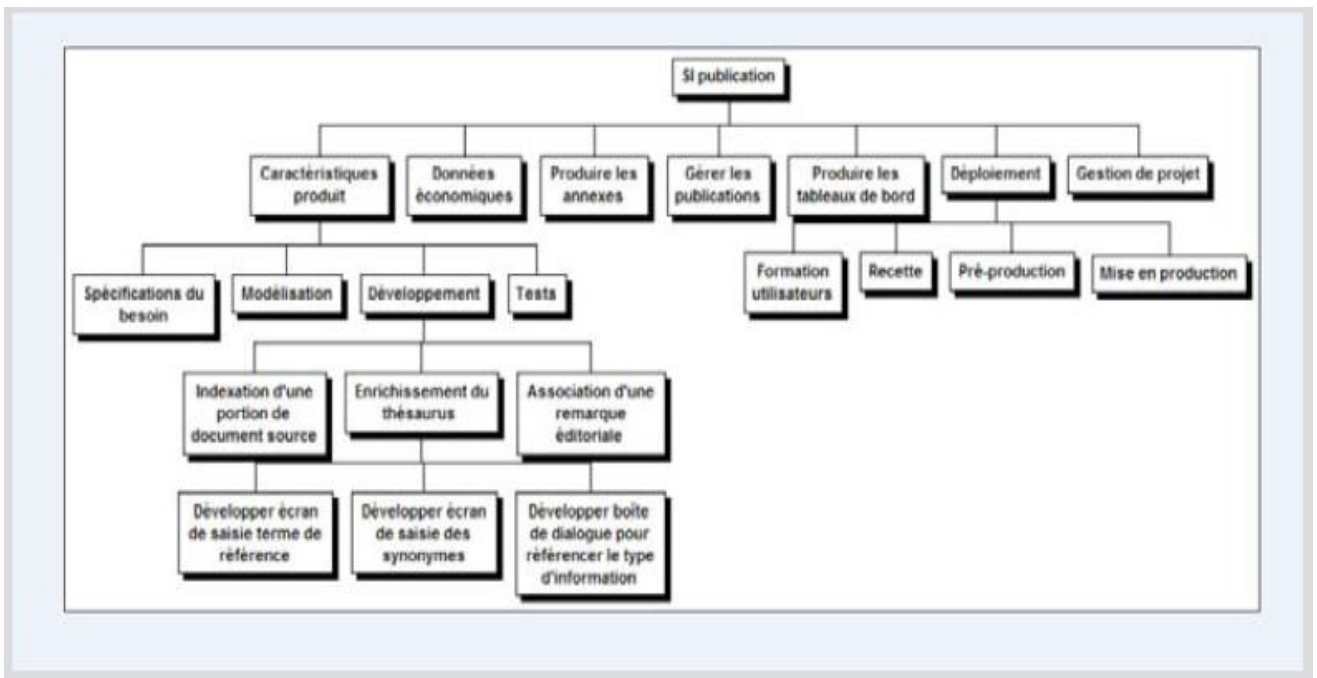 SI publication
Caractéristiques
produit
Données
économiques
Produire les
annexes
Gérer les
publications
Produire les
tableaux de bord
Déploiement
Gestion de projet
Spécifications du
besoin
Modélisation
Développement
Tests
Formation
utilisateurs
Recette
Pré-production
Mise en production
Indexation d'une
portion de
document source
Enrichissement du
thésaurus
Association d'une
remarque
éditoriale
Développer écran
de saisie terme de
référence
Développer écran
de saisie des
synonymes
Développer boîte
de dialogue pour
référencer le type
d'information